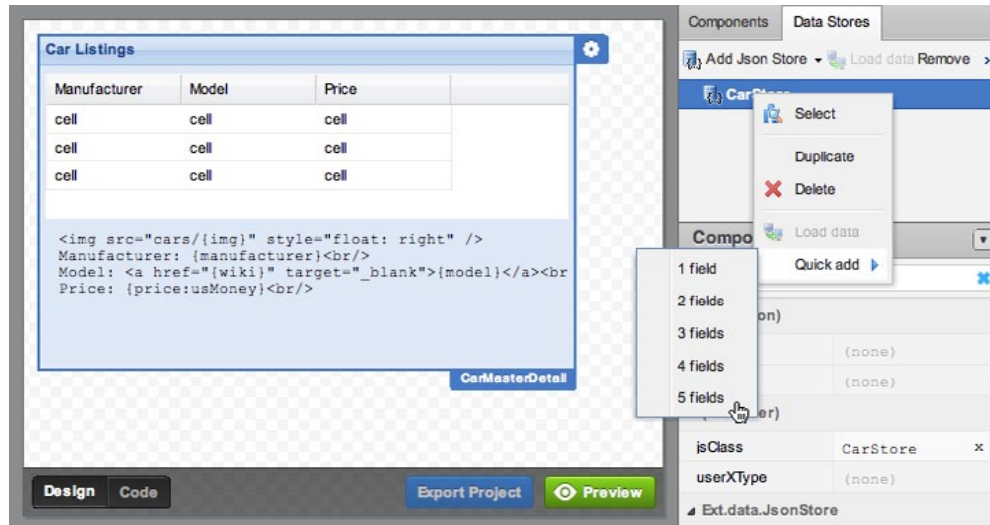 Components Data Stores
Add Json Store Load data Remove
Car Listings
Manufacturer Model Price
cell cell cell
cell cell cell
cell cell cell
<img src="cars/{img}" style="float: right" />
Manufacturer: {manufacturer}<br/>
Model: <a href="{wiki}" target="_blank">{model}</a><br
Price: {price:usMoney}<br/>
CarMasterDetail
Design Code
Export Project
Preview
Select
Duplicate
Delete
Load data
Quick add
1 field
2 fields
3 fields
4 fields
5 fields
(none)
(none)
jsClass CarStore x
userXType (none)
Ext.data.JsonStore